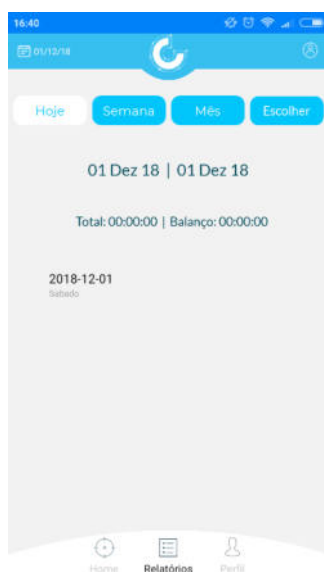 16:40
01/12/18
Hoje Semana Mês Escolher
01 Dez 18 | 01 Dez 18
Total: 00:00:00 | Balanço: 00:00:00
2018-12-01
Sabado
Home Relatórios Perfil